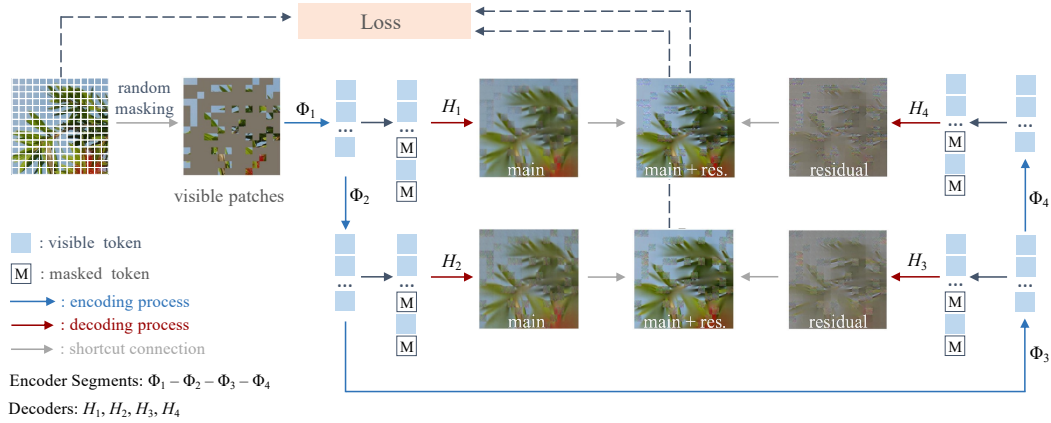 Loss
random
masking
Φ1
...
M
M
H1
main
main + res.
residual
H4
...
M
M
...
visible patches
Φ2
Φ4
: visible token
M : masked token
: encoding process
: decoding process
: shortcut connection
...
...
M
M
H2
main
main + res.
residual
H3
...
M
M
...
Φ3
Encoder Segments: Φ1 – Φ2 – Φ3 – Φ4
Decoders: H1, H2, H3, H4